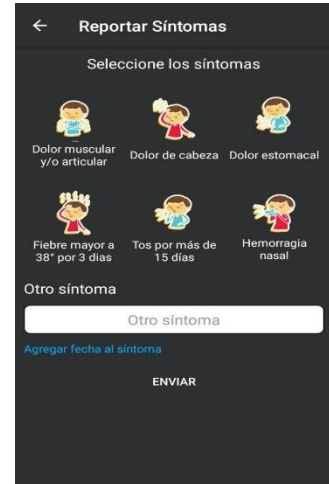 Reportar Síntomas
Seleccione los síntomas
Dolor muscular
y/o articular
Dolor de cabeza
Dolor estomacal
Fiebre mayor a
38° por 3 dias
Tos por más de
15 días
Hemorragia
nasal
Otro síntoma
Otro síntoma
Agregar fecha al síntoma
ENVIAR